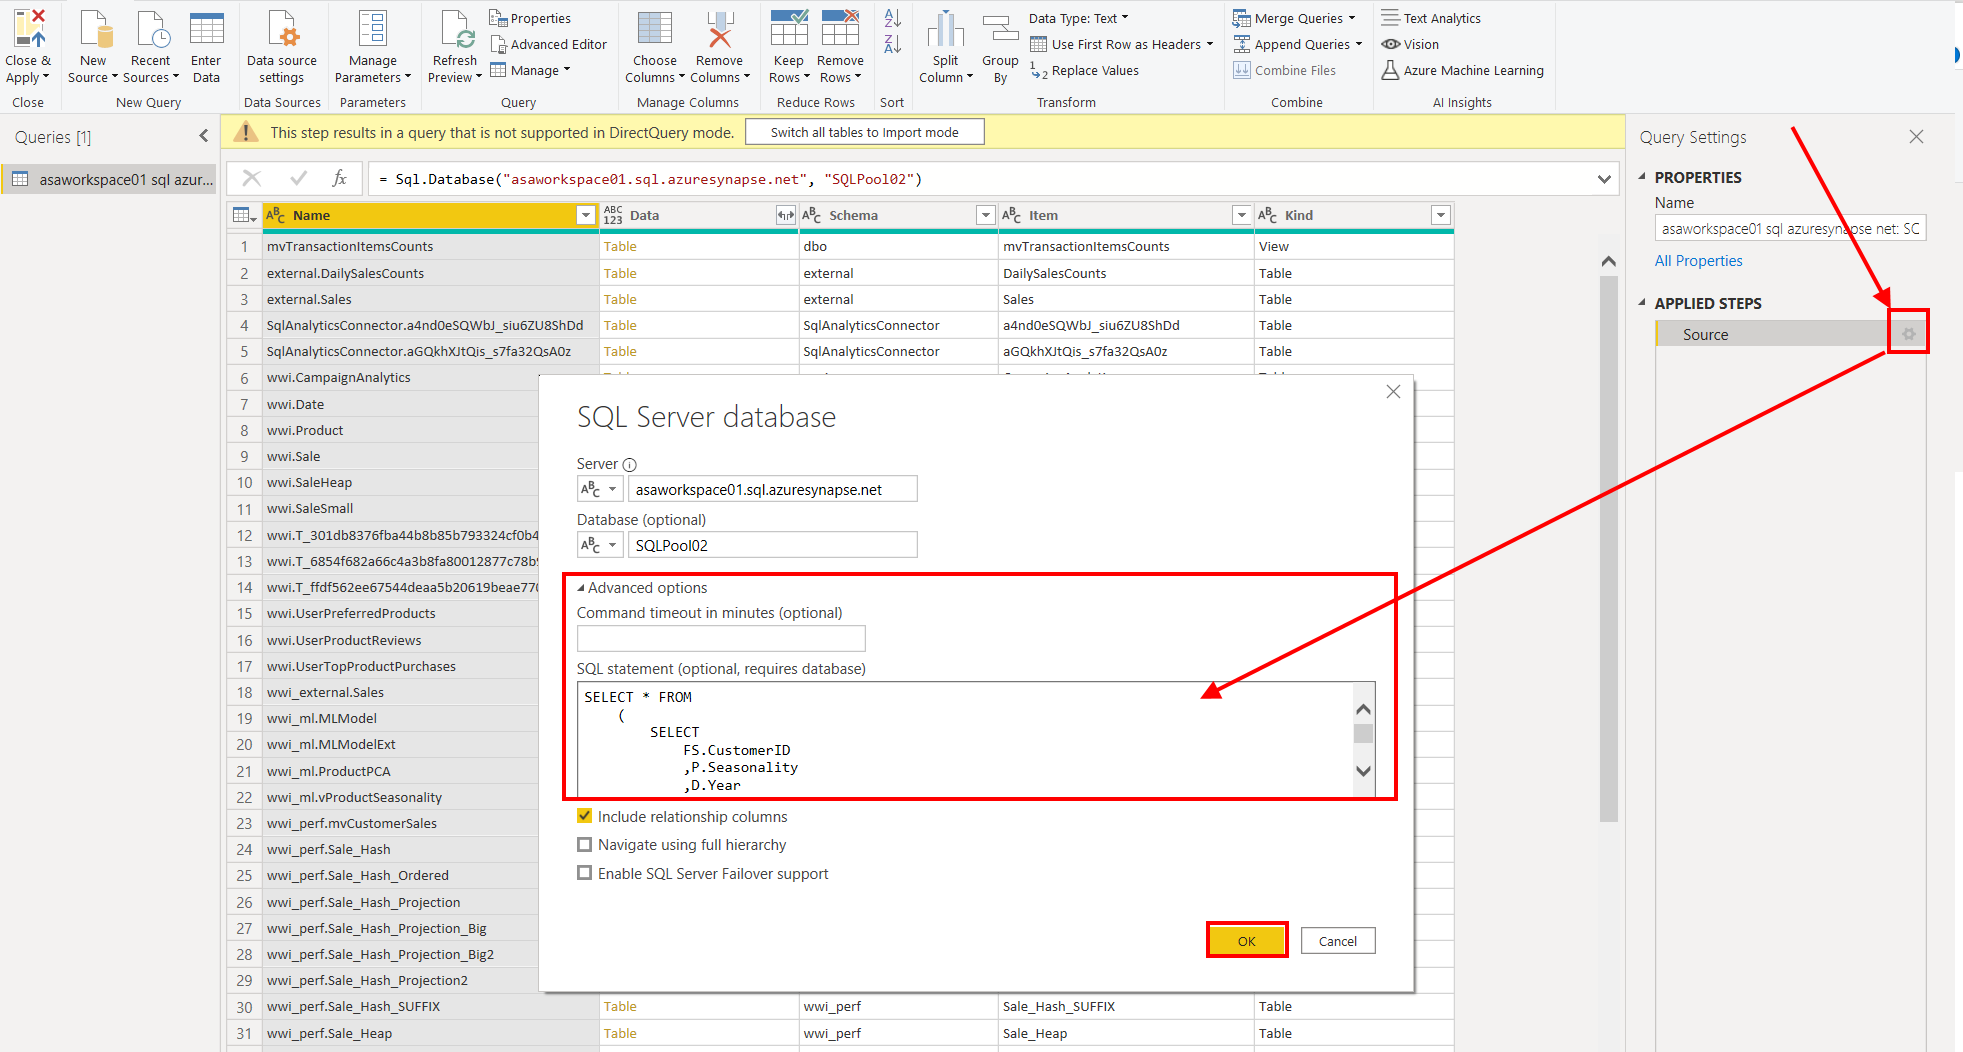 Close & Apply
Close
New Source
Recent Sources
Enter Data
New Query
Data source settings
Data Sources
Manage Parameters
Parameters
Refresh Preview
Properties
Advanced Editor
Manage
Query
Choose Columns
Remove Columns
Manage Columns
Keep Rows
Remove Rows
Reduce Rows
Sort
Split Column
Group By
Data Type: Text
Use First Row as Headers
Replace Values
Transform
Merge Queries
Append Queries
Combine Files
Combine
Text Analytics
Vision
Azure Machine Learning
AI Insights
Queries [1]
This step results in a query that is not supported in DirectQuery mode.
Switch all tables to Import mode
asaworkspace01 sql azur...
fx
= Sql.Database("asaworkspace01.sql.azuresynapse.net", "SQLPool02")
Name Data Schema Item Kind
1 mvTransactionItemsCounts Table dbo mvTransactionItemsCounts View
2 external.DailySalesCounts Table external DailySalesCounts Table
3 external.Sales Table external Sales Table
4 SqlAnalyticsConnector.a4nd0eSQWbJ_siu6ZU8ShDd Table SqlAnalyticsConnector a4nd0eSQWbJ_siu6ZU8ShDd Table
5 SqlAnalyticsConnector.aGQkhXJtQis_s7fa32QsA0z Table SqlAnalyticsConnector aGQkhXJtQis_s7fa32QsA0z Table
6 wwi.CampaignAnalytics
7 wwi.Date
8 wwi.Product
9 wwi.Sale
10 wwi.SaleHeap
11 wwi.SaleSmall
12 wwi.T_301db8376fba44b8b85b793324cf0b4
13 wwi.T_6854f682a66c4a3b8fa80012877c78b
14 wwi.T_ffdf562ee67544deaa5b20619beae770
15 wwi.UserPreferredProducts
16 wwi.UserProductReviews
17 wwi.UserTopProductPurchases
18 wwi_external.Sales
19 wwi_ml.MLModel
20 wwi_ml.MLModelExt
21 wwi_ml.ProductPCA
22 wwi_ml.vProductSeasonality
23 wwi_perf.mvCustomerSales
24 wwi_perf.Sale_Hash
25 wwi_perf.Sale_Hash_Ordered
26 wwi_perf.Sale_Hash_Projection
27 wwi_perf.Sale_Hash_Projection_Big
28 wwi_perf.Sale_Hash_Projection_Big2
29 wwi_perf.Sale_Hash_Projection2
30 wwi_perf.Sale_Hash_SUFFIX Table wwi_perf Sale_Hash_SUFFIX Table
31 wwi_perf.Sale_Heap Table wwi_perf Sale_Heap Table
SQL Server database
Server
asaworkspace01.sql.azuresynapse.net
Database (optional)
SQLPool02
Advanced options
Command timeout in minutes (optional)
SQL statement (optional, requires database)
SELECT * FROM
(
SELECT
FS.CustomerID
,P.Seasonality
,D.Year
Include relationship columns
Navigate using full hierarchy
Enable SQL Server Failover support
OK
Cancel
Query Settings
PROPERTIES
Name
asaworkspace01 sql azuresynapse net: SC
All Properties
APPLIED STEPS
Source